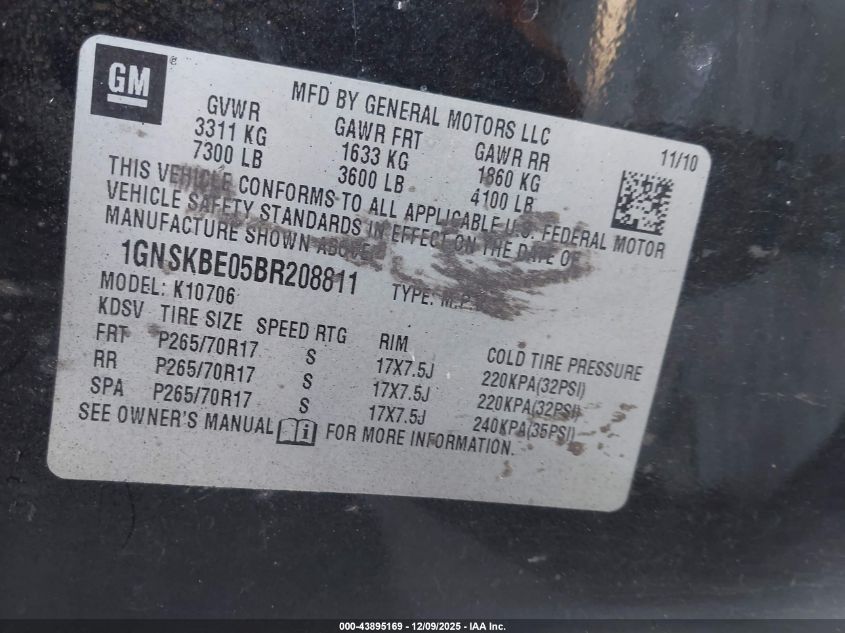 GM ®
MFD BY GENERAL MOTORS LLC 11/10
GVWR GAWR FRT GAWR RR
3311 KG 1633 KG 1860 KG
7300 LB 3600 LB 4100 LB
THIS VEHICLE CONFORMS TO ALL APPLICABLE U.S. FEDERAL MOTOR
VEHICLE SAFETY STANDARDS IN EFFECT ON THE DATE OF
MANUFACTURE SHOWN ABOVE.
1GNSKBE05BR208811 TYPE: M.P.V.
MODEL: K10706
KDSV TIRE SIZE SPEED RTG RIM COLD TIRE PRESSURE
FRT P265/70R17 S 17X7.5J 220KPA(32PSI)
RR P265/70R17 S 17X7.5J 220KPA(32PSI)
SPA P265/70R17 S 17X7.5J 240KPA(35PSI)
SEE OWNER'S MANUAL i FOR MORE INFORMATION.
000-43895169 - 12/09/2025 - IAA Inc.